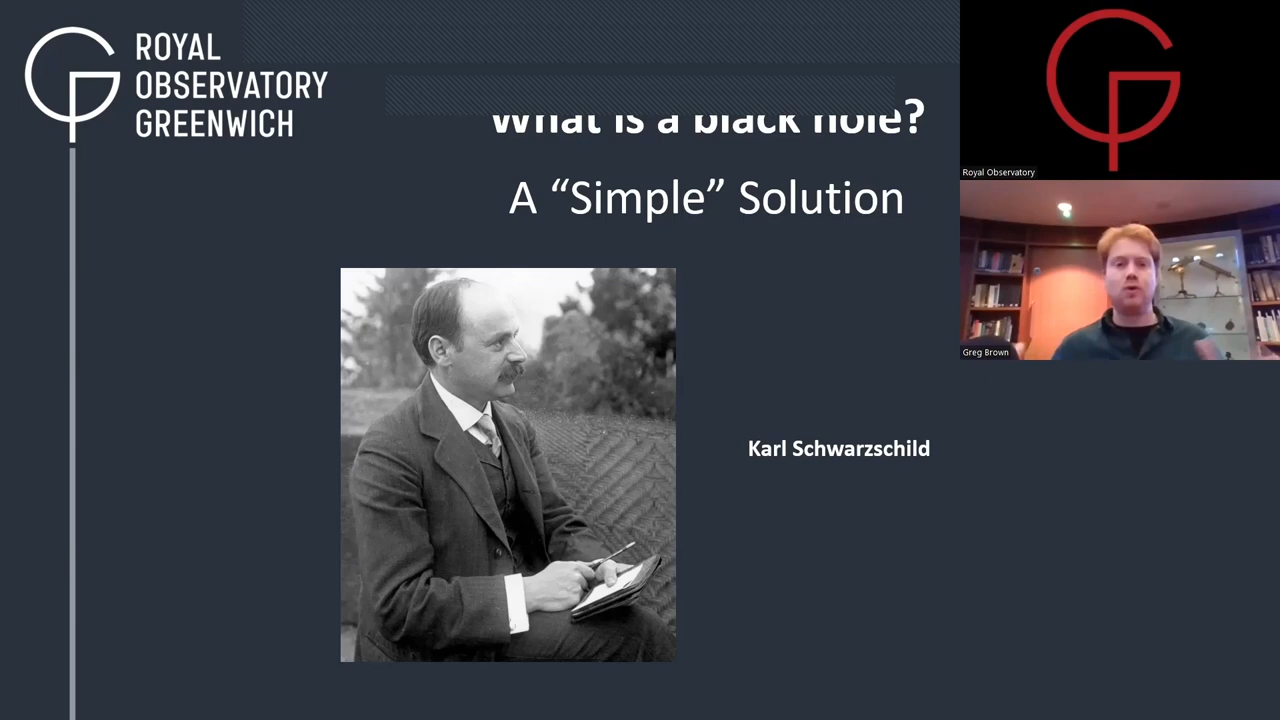 ROYAL
OBSERVATORY
GREENWICH
What is a black hole?
A “Simple” Solution
Karl Schwarzschild
Royal Observatory
Greg Brown